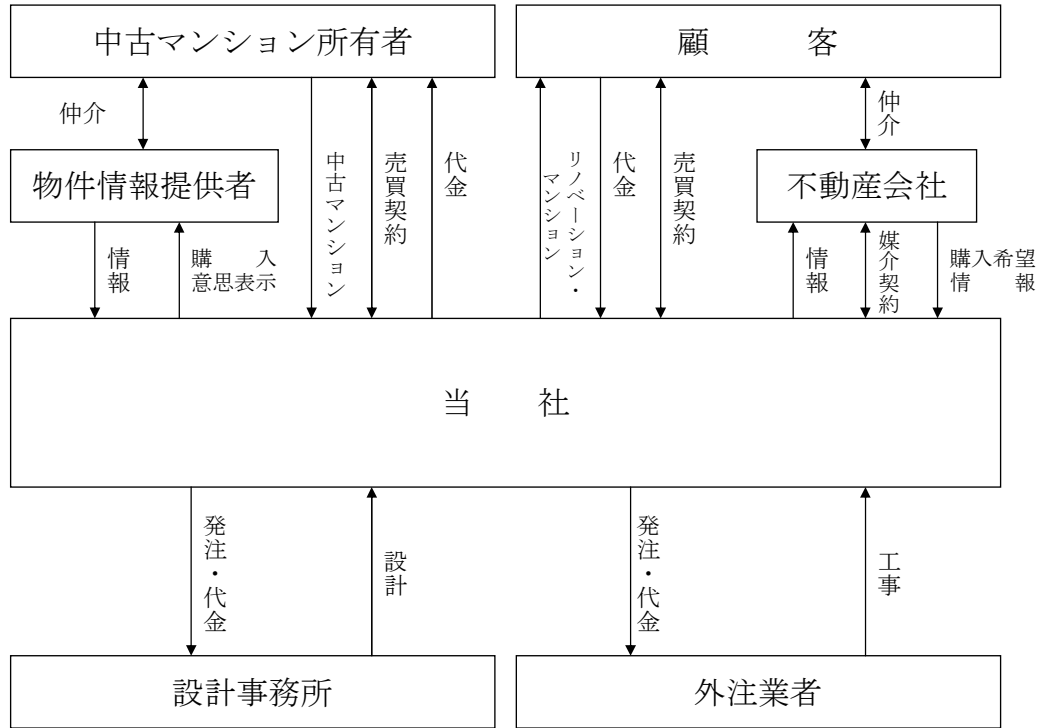 中古マンション所有者
顧 客
仲介
仲介
物件情報提供者
不動産会社
情報
購 入
意思表示
中古マンション
売買契約
代金
リノベーション・
マンション
代金
売買契約
情報
媒介契約
購入希望
情 報
当 社
発注・代金
設計
発注・代金
工事
設計事務所
外注業者